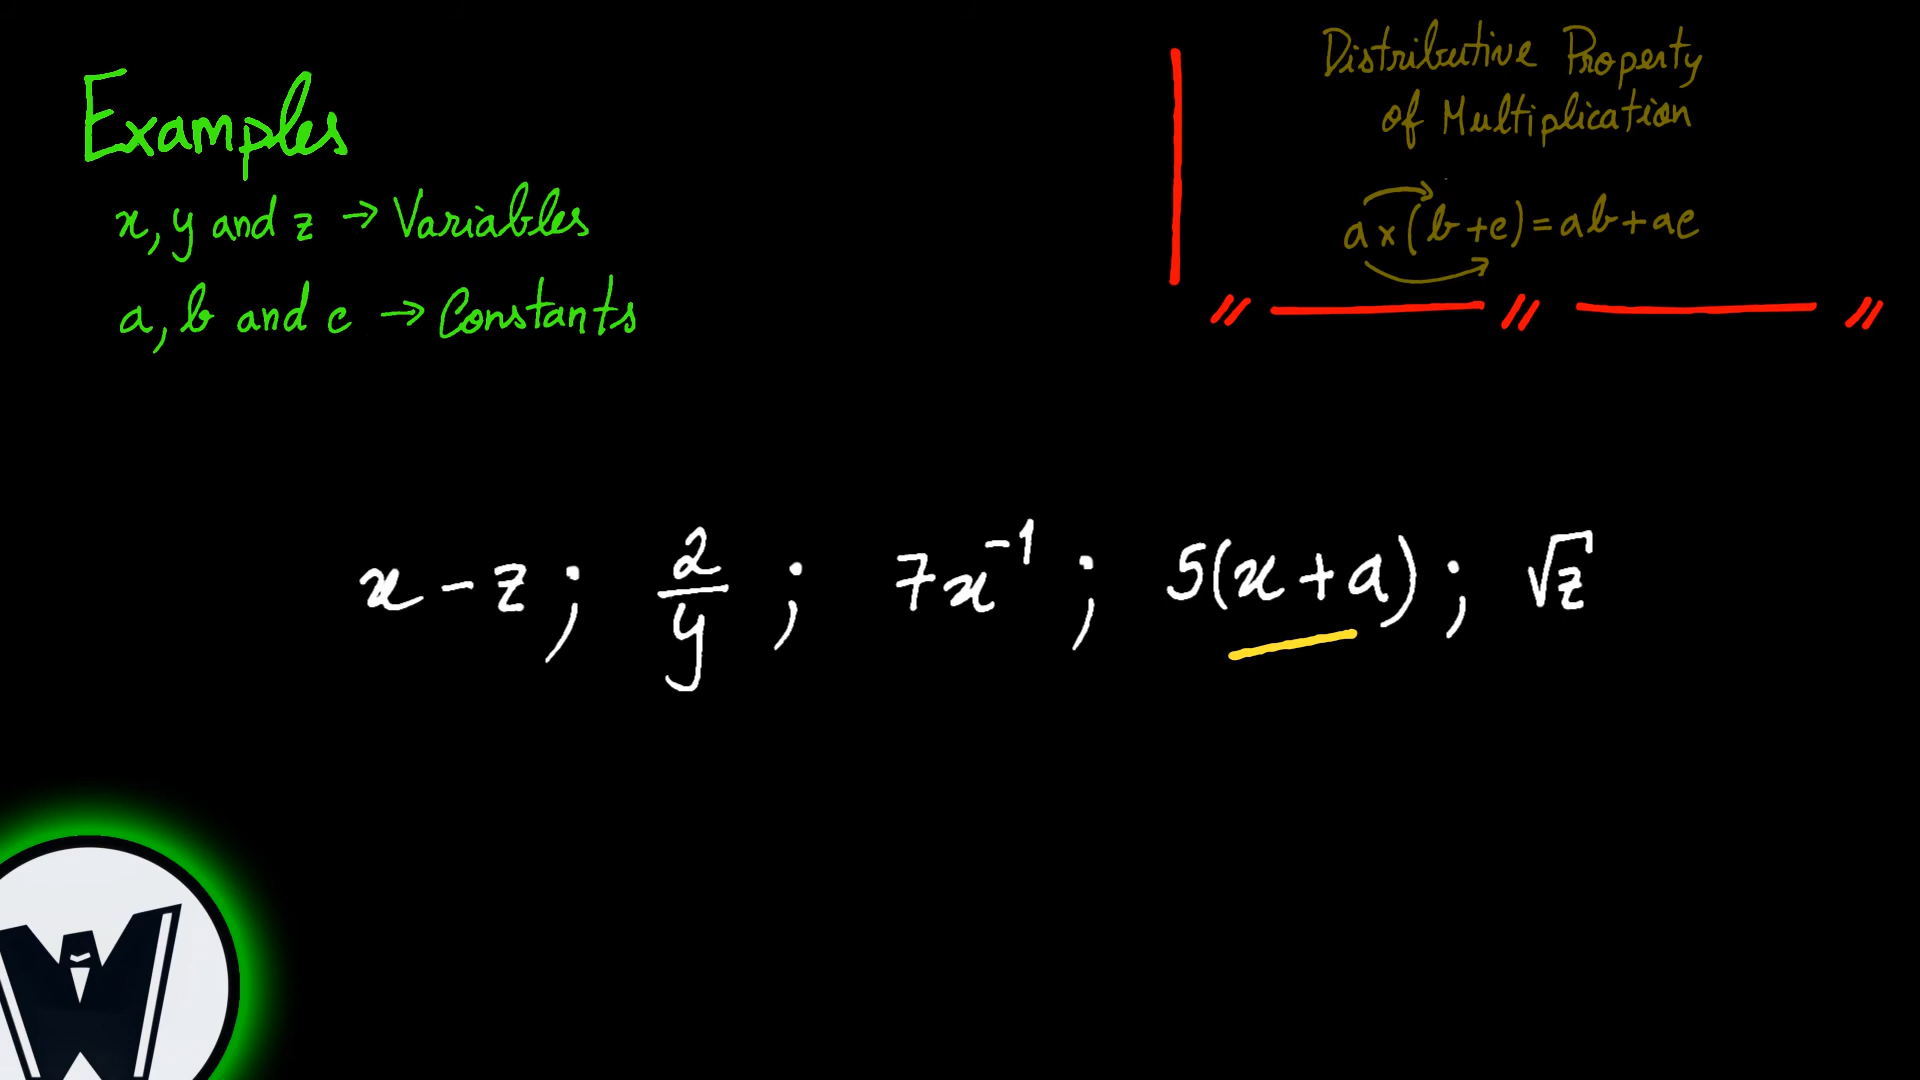 Examples
x, y and z → Variables
a, b and c → Constants
Distributive Property
of Multiplication
a×(b+c)=ab+ac
x-z; 2/y; 7x⁻¹; 5(x+a); √z
W